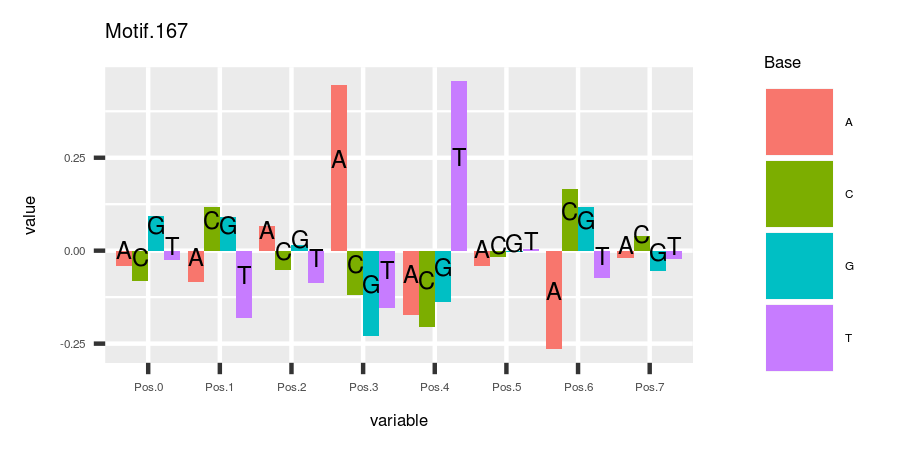 Motif.167
Base
A
C
G
T
value
0.25
0.00
-0.25
A C G T A C G T A C G T A C G T A C G T A C G T A C G T A C G T
Pos.0 Pos.1 Pos.2 Pos.3 Pos.4 Pos.5 Pos.6 Pos.7
variable